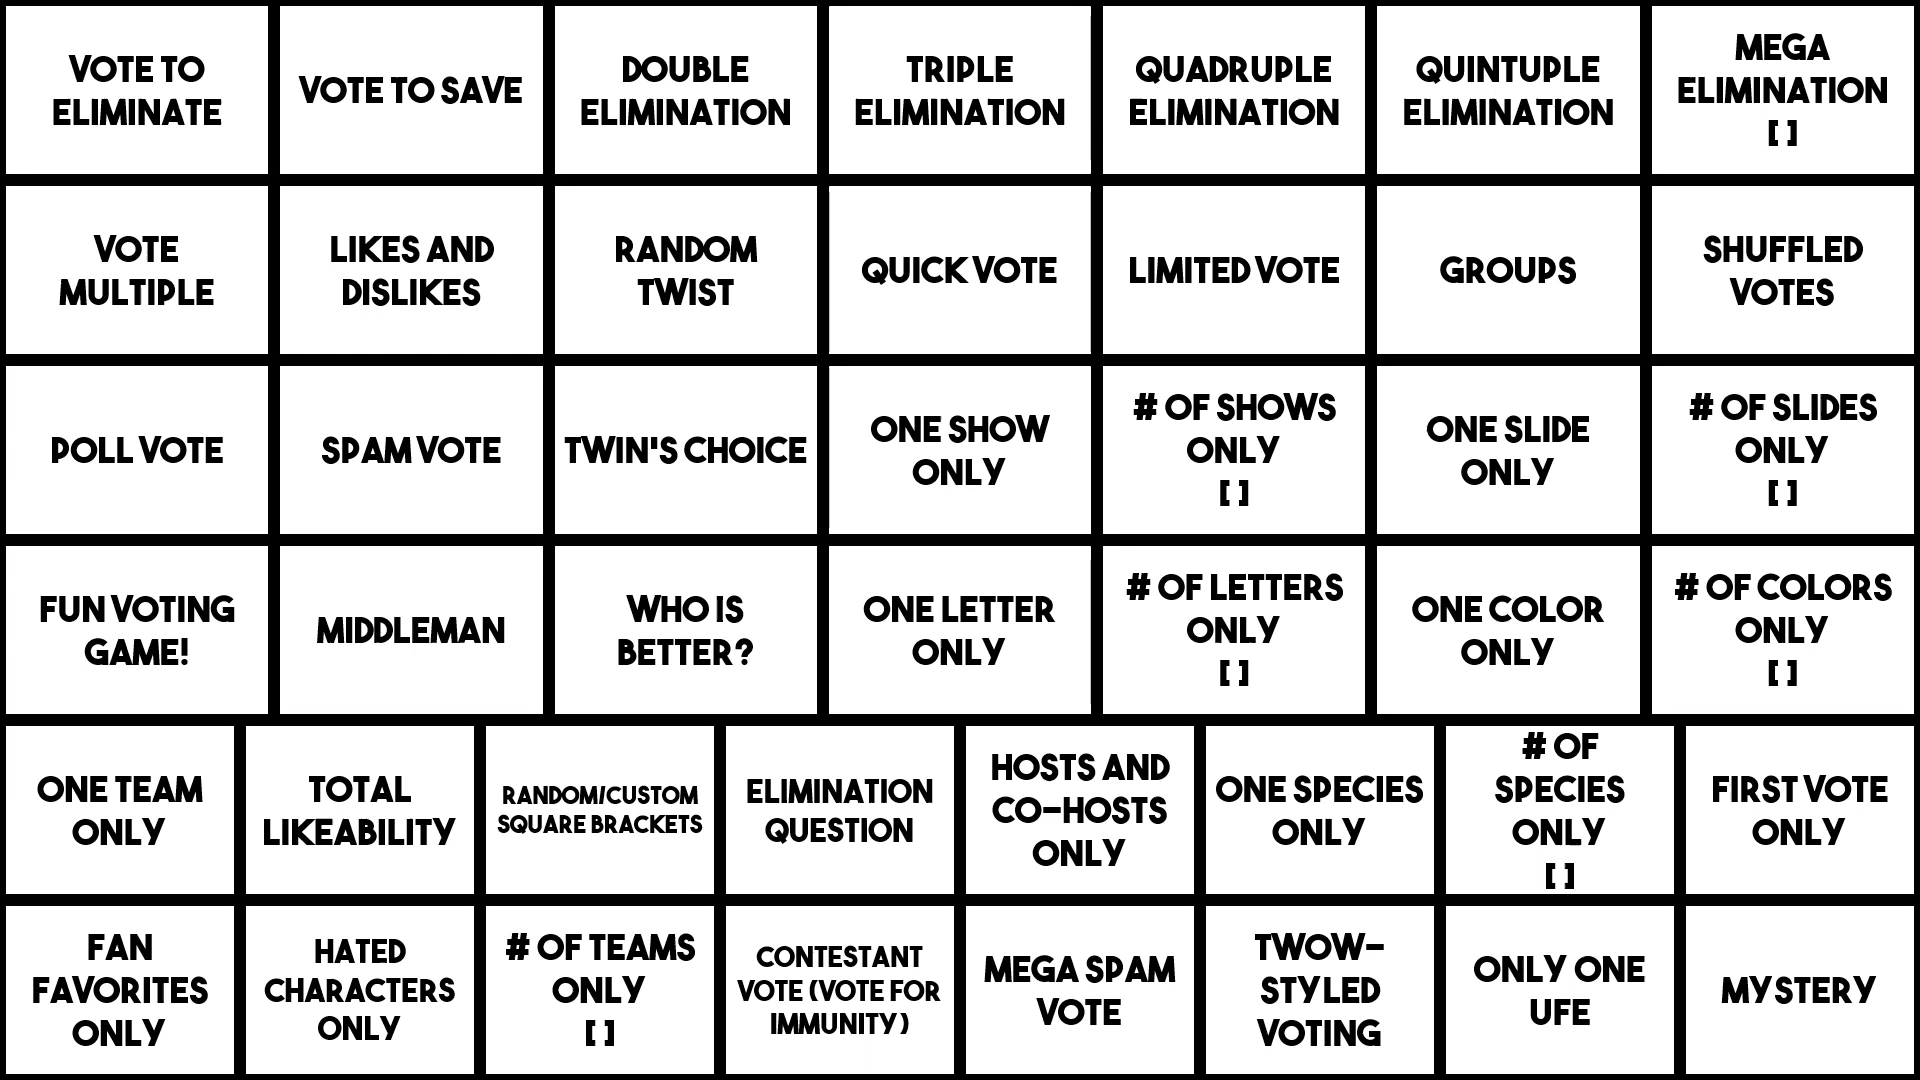 VOTE TO
ELIMINATE
VOTE TO SAVE
DOUBLE
ELIMINATION
TRIPLE
ELIMINATION
QUADRUPLE
ELIMINATION
QUINTUPLE
ELIMINATION
MEGA
ELIMINATION
[ ]
VOTE
MULTIPLE
LIKES AND
DISLIKES
RANDOM
TWIST
QUICK VOTE
LIMITED VOTE
GROUPS
SHUFFLED
VOTES
POLL VOTE
SPAM VOTE
TWIN'S CHOICE
ONE SHOW
ONLY
# OF SHOWS
ONLY
[ ]
ONE SLIDE
ONLY
# OF SLIDES
ONLY
[ ]
FUN VOTING
GAME!
MIDDLEMAN
WHO IS
BETTER?
ONE LETTER
ONLY
# OF LETTERS
ONLY
[ ]
ONE COLOR
ONLY
# OF COLORS
ONLY
[ ]
ONE TEAM
ONLY
TOTAL
LIKEABILITY
RANDOM/CUSTOM
SQUARE BRACKETS
ELIMINATION
QUESTION
HOSTS AND
CO-HOSTS
ONLY
ONE SPECIES
ONLY
# OF
SPECIES
ONLY
[ ]
FIRST VOTE
ONLY
FAN
FAVORITES
ONLY
HATED
CHARACTERS
ONLY
# OF TEAMS
ONLY
[ ]
CONTESTANT
VOTE (VOTE FOR
IMMUNITY)
MEGA SPAM
VOTE
TWOW-
STYLED
VOTING
ONLY ONE
UFE
MYSTERY